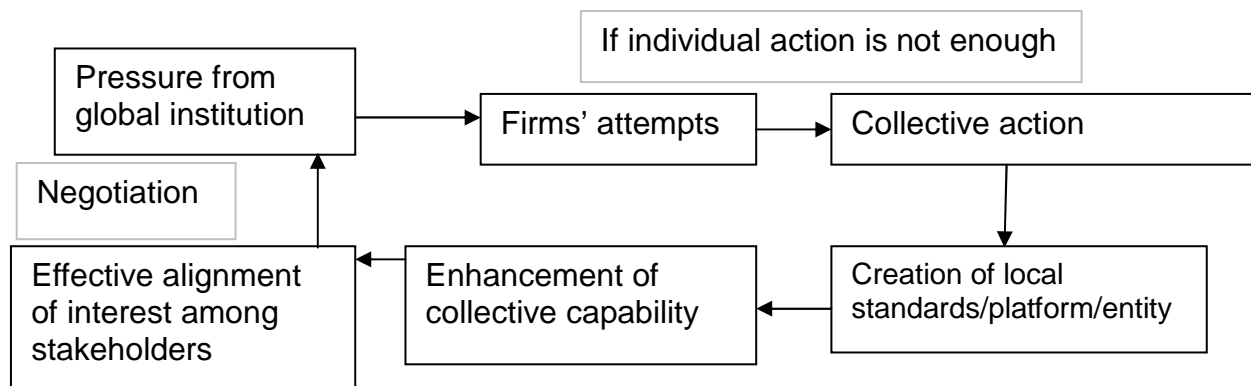 If individual action is not enough
Pressure from
global institution
Firms’ attempts
Collective action
Negotiation
Effective alignment
of interest among
stakeholders
Enhancement of
collective capability
Creation of local
standards/platform/entity